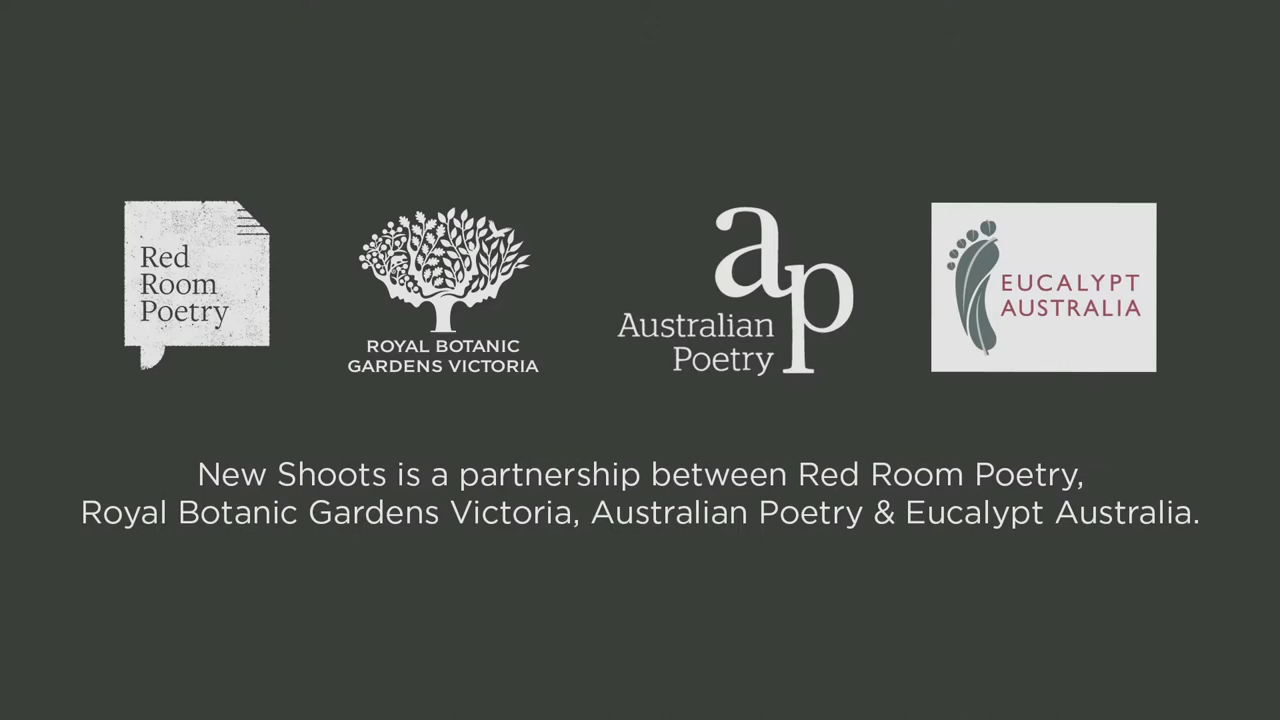 Red
Room
Poetry
ROYAL BOTANIC
GARDENS VICTORIA
ap
Australian
Poetry
EUCALYPT
AUSTRALIA
New Shoots is a partnership between Red Room Poetry,
Royal Botanic Gardens Victoria, Australian Poetry & Eucalypt Australia.